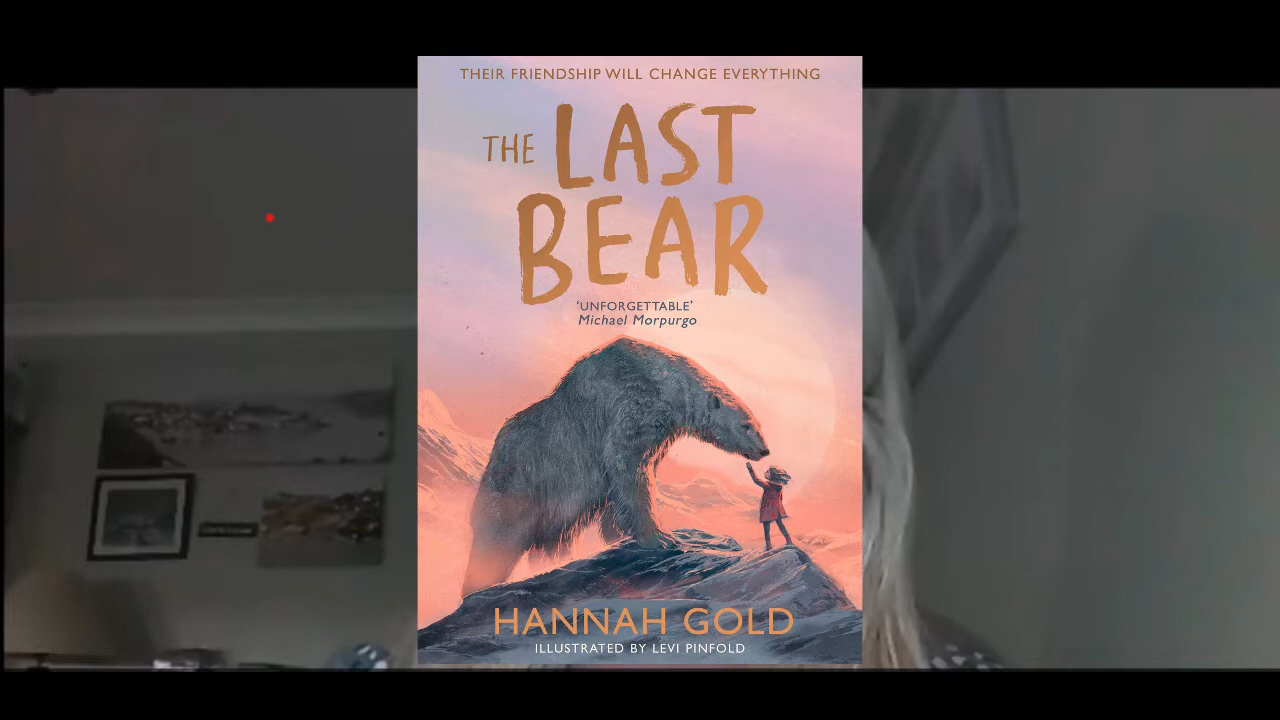 THEIR FRIENDSHIP WILL CHANGE EVERYTHING
THE LAST
BEAR
'UNFORGETTABLE'
Michael Morpurgo
HANNAH GOLD
ILLUSTRATED BY LEVI PINFOLD